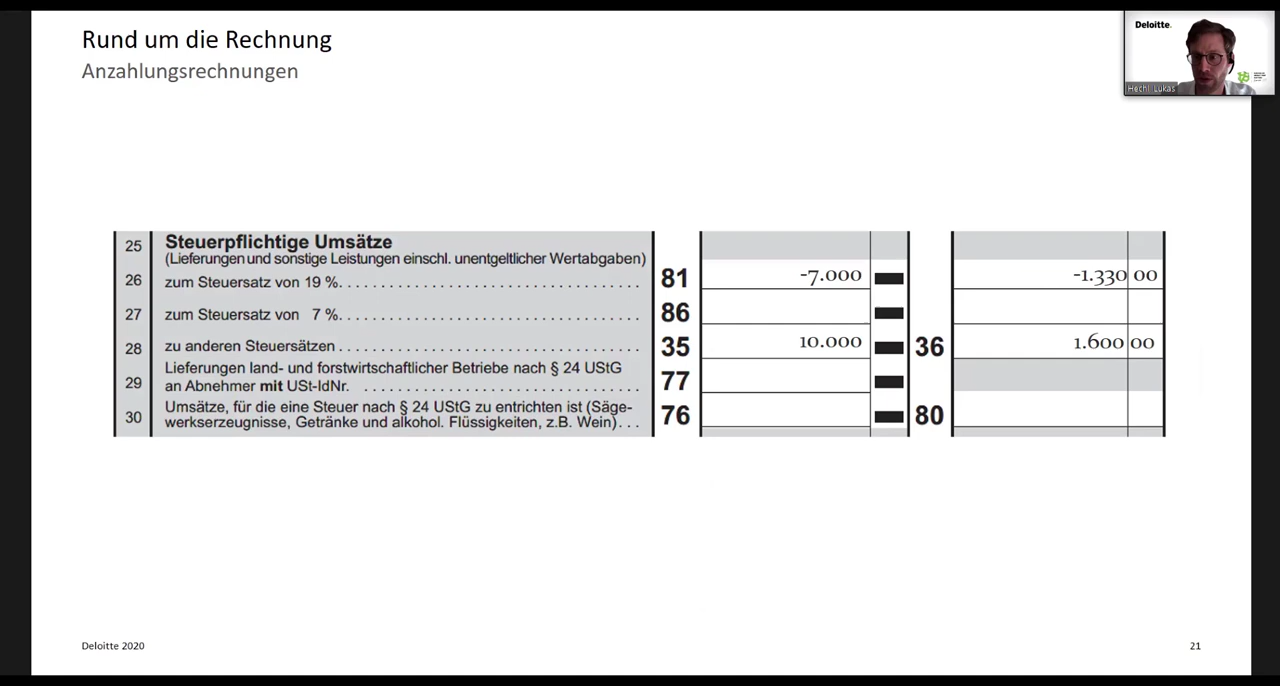 Rund um die Rechnung
Anzahlungsrechnungen
Deloitte.
Hechl Lukas
25 Steuerpflichtige Umsätze
(Lieferungen und sonstige Leistungen einschl. unentgeltlicher Wertabgaben)
26 zum Steuersatz von 19 %. . . . . . . . . . . . . . . . . . . . . . . . . . . . . . . . . . . . . 81 -7.000 -1.330 00
27 zum Steuersatz von 7 %. . . . . . . . . . . . . . . . . . . . . . . . . . . . . . . . . . . . . 86
28 zu anderen Steuersätzen . . . . . . . . . . . . . . . . . . . . . . . . . . . . . . . . . . . . . 35 10.000 36 1.600 00
Lieferungen land- und forstwirtschaftlicher Betriebe nach § 24 UStG
29 an Abnehmer mit USt-IdNr. . . . . . . . . . . . . . . . . . . . . . . . . . . . . . . . . . . 77
Umsätze, für die eine Steuer nach § 24 UStG zu entrichten ist (Säge-
30 werkserzeugnisse, Getränke und alkohol. Flüssigkeiten, z.B. Wein). . . 76 80
Deloitte 2020
21